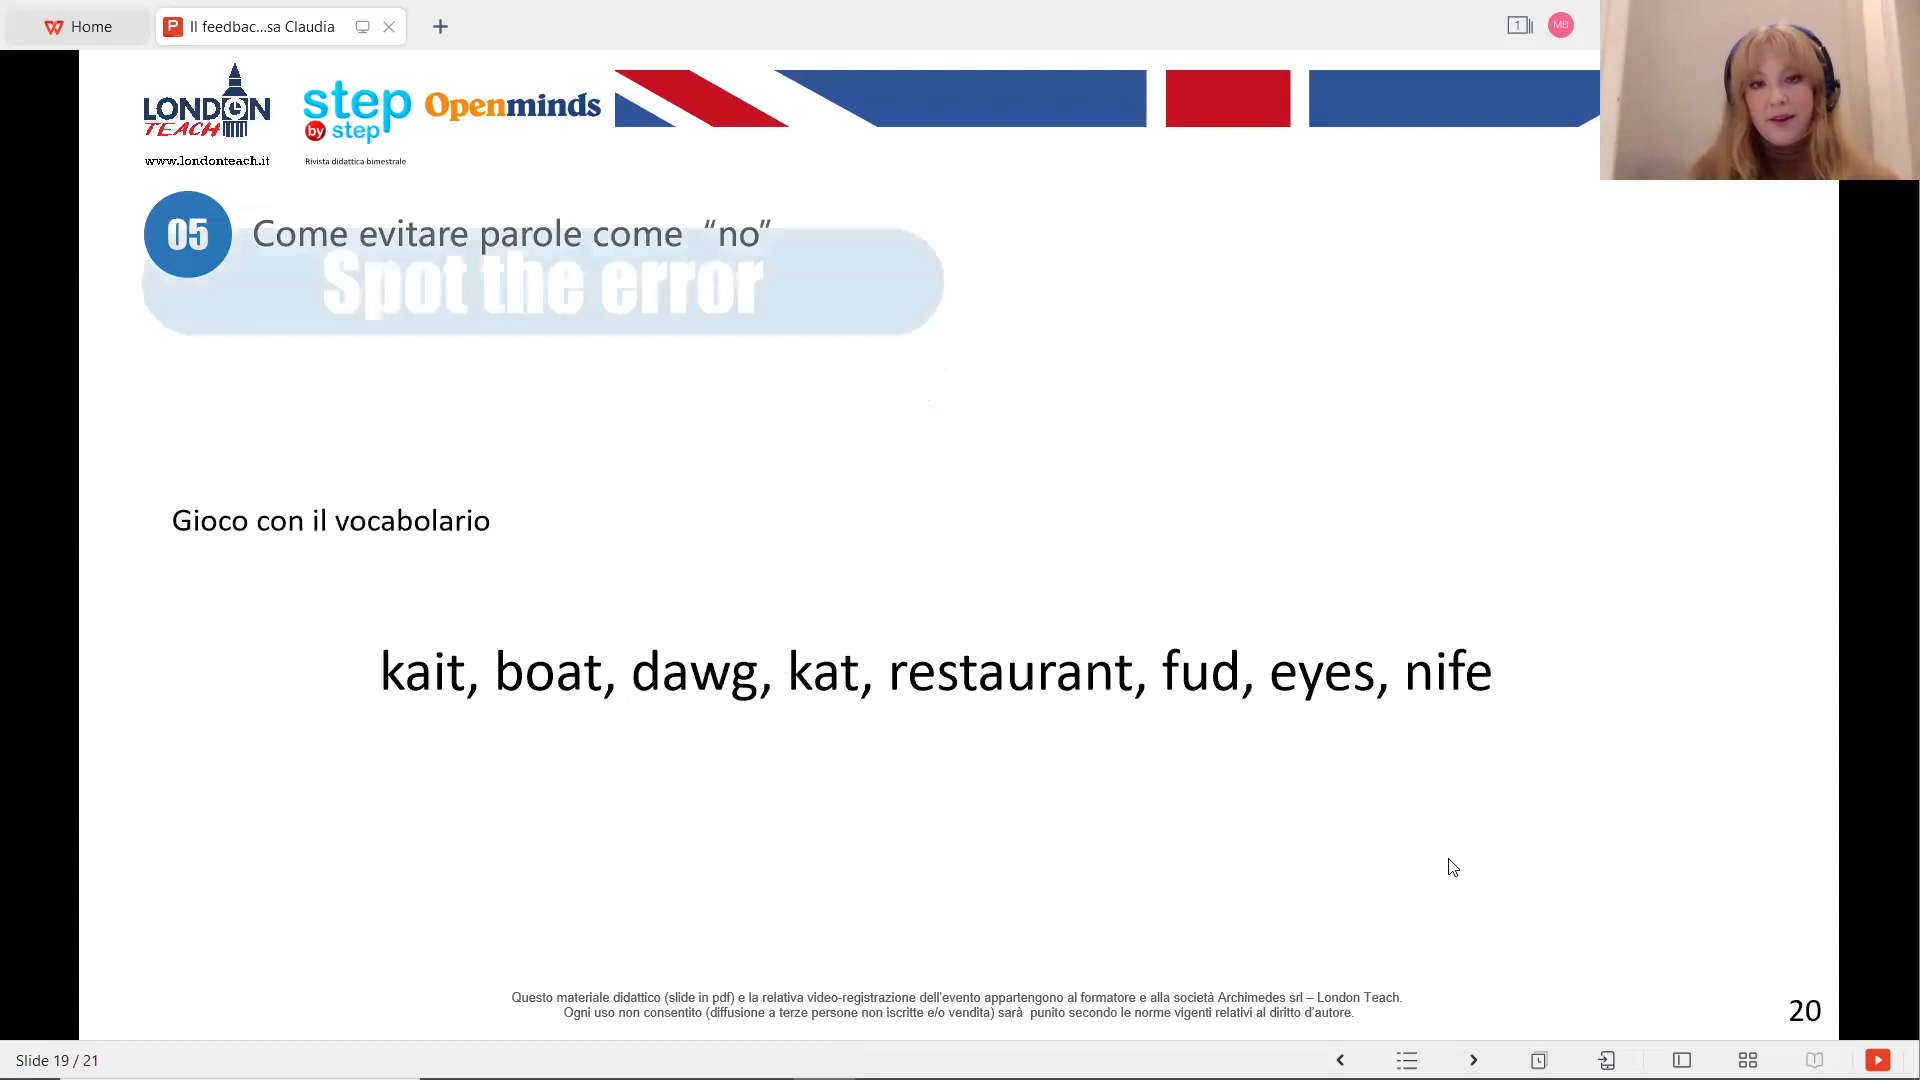 Home
Il feedbac...sa Claudia
1
MB
LONDON
TEACH
www.londonteach.it
step
by step
Rivista didattica bimestrale
Openminds
05
Come evitare parole come “no”
Spot the error
Gioco con il vocabolario
kait, boat, dawg, kat, restaurant, fud, eyes, nife
Questo materiale didattico (slide in pdf) e la relativa video-registrazione dell'evento appartengono al formatore e alla società Archimedes srl – London Teach.
Ogni uso non consentito (diffusione a terze persone non iscritte e/o vendita) sarà punito secondo le norme vigenti relativi al diritto d'autore.
20
Slide 19 / 21